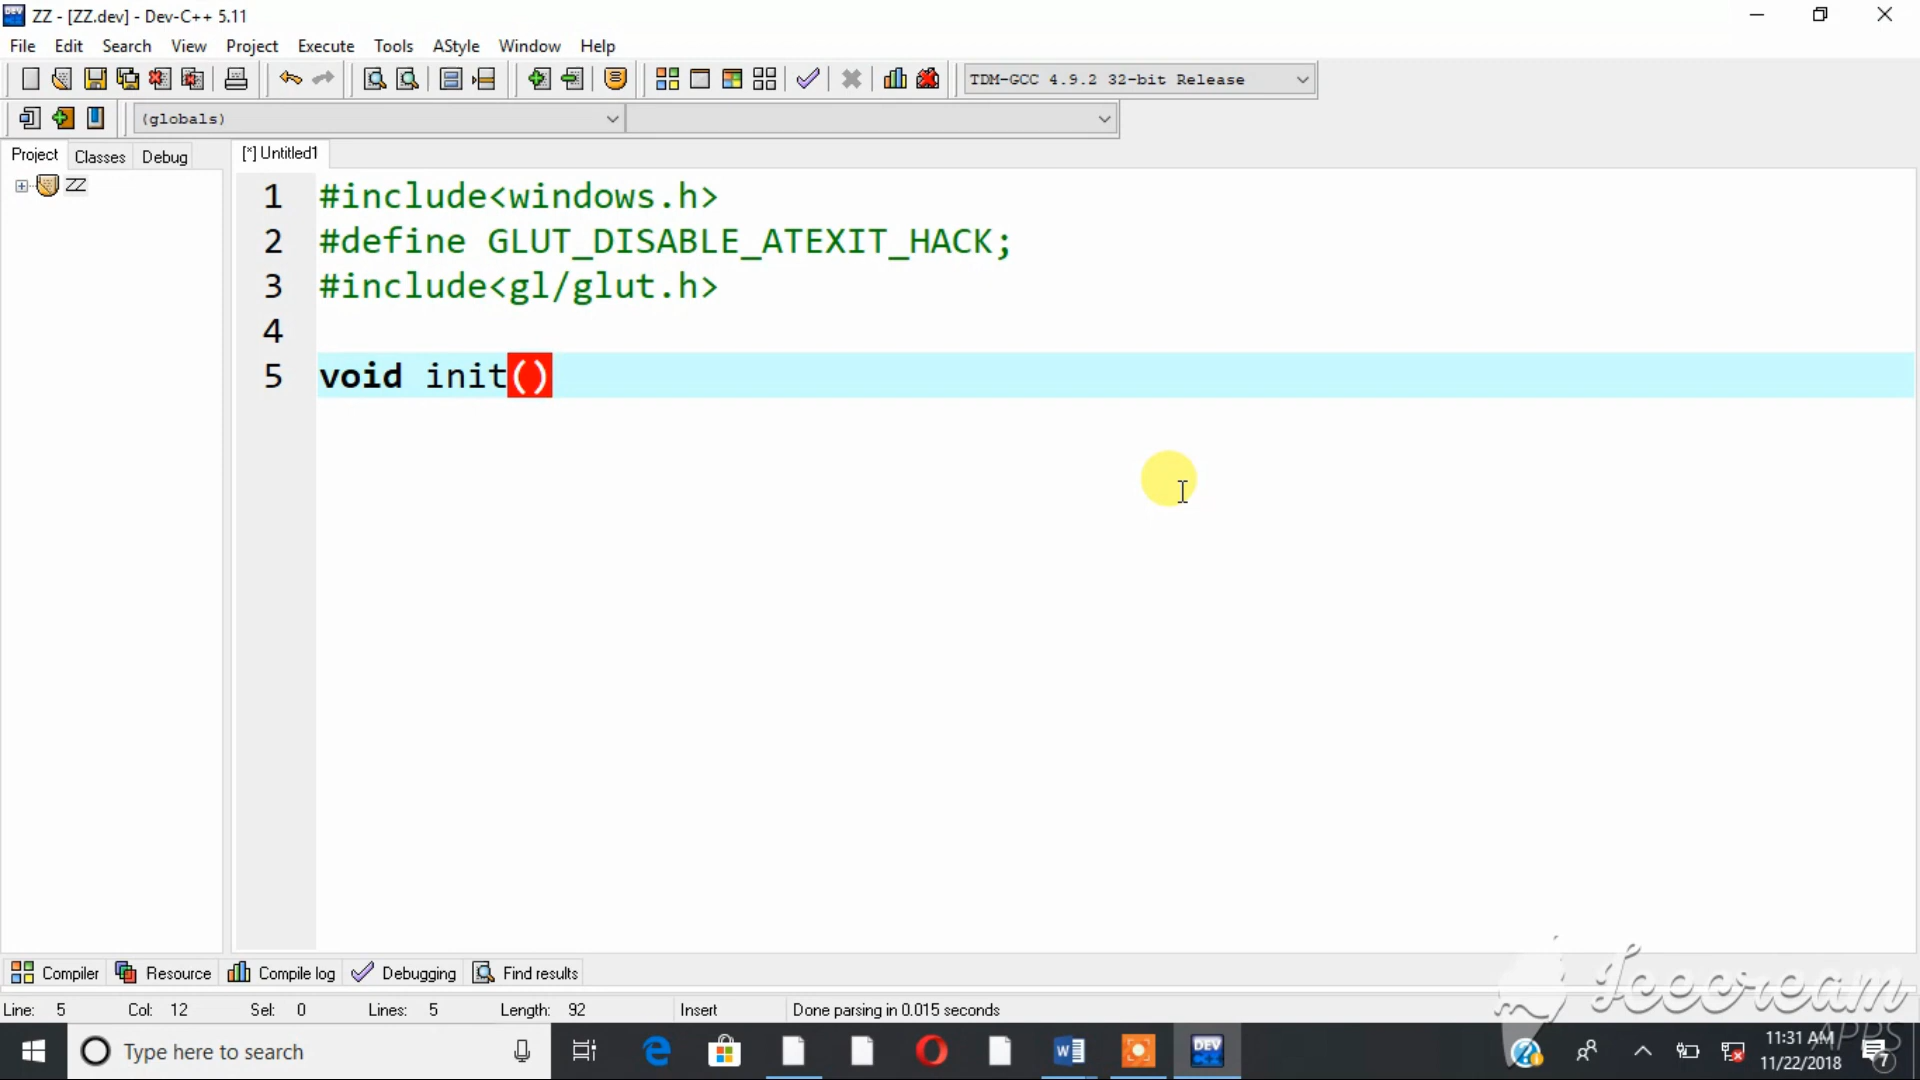 ZZ - [ZZ.dev] - Dev-C++ 5.11
File Edit Search View Project Execute Tools AStyle Window Help
TDM-GCC 4.9.2 32-bit Release
(globals)
Project Classes Debug
[*] Untitled1
ZZ
1 #include<windows.h>
2 #define GLUT_DISABLE_ATEXIT_HACK;
3 #include<gl/glut.h>
4
5 void init()
Compiler Resource Compile log Debugging Find results
Line: 5 Col: 12 Sel: 0 Lines: 5 Length: 92 Insert Done parsing in 0.015 seconds
Icecream
APPS
Type here to search
DEV
11:31 AM
11/22/2018
7